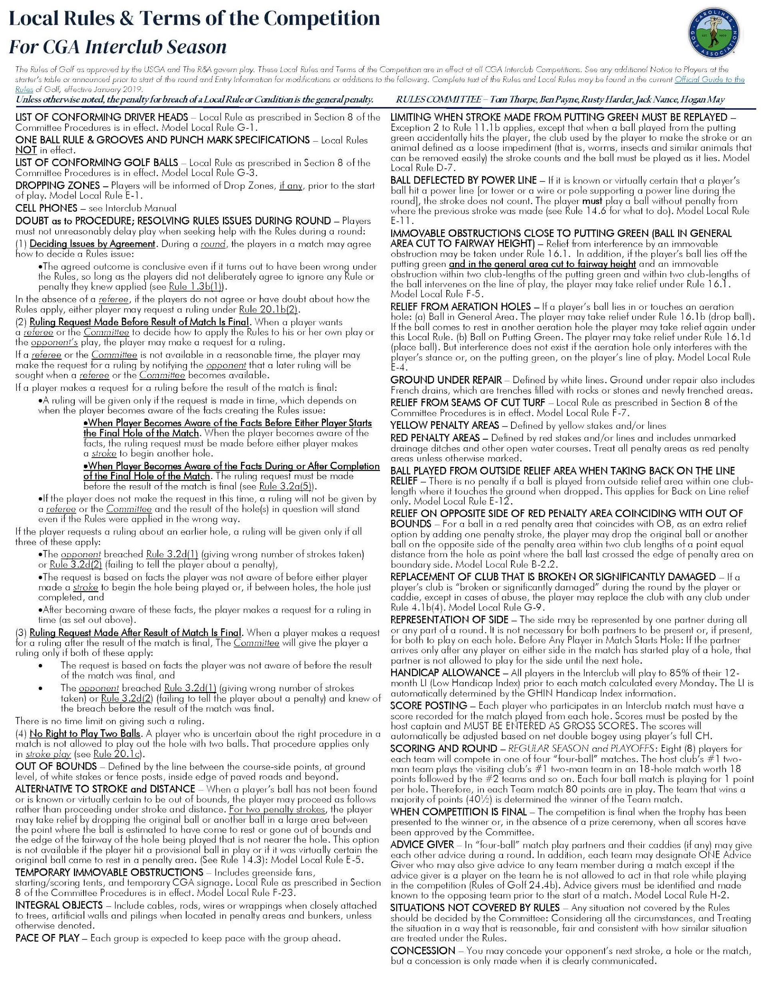 Local Rules & Terms of the Competition
For CGA Interclub Season
CAROLINAS GOLF ASSOCIATION
EST. 1909
The Rules of Golf as approved by the USGA and The R&A govern play. These Local Rules and Terms of the Competition are in effect at all CGA Interclub Competitions. See any additional Notice to Players at the
starter's table or announced prior to start of the round and Entry Information for modifications or additions to the following. Complete text of the Rules and Local Rules may be found in the current Official Guide to the
Rules of Golf, effective January 2019.
Unless otherwise noted, the penalty for breach of a Local Rule or Condition is the general penalty. RULES COMMITTEE – Tom Thorpe, Ben Payne, Rusty Harder, Jack Nance, Hogan May
LIST OF CONFORMING DRIVER HEADS – Local Rule as prescribed in Section 8 of the
Committee Procedures is in effect. Model Local Rule G-1.
ONE BALL RULE & GROOVES AND PUNCH MARK SPECIFICATIONS – Local Rules
NOT in effect.
LIST OF CONFORMING GOLF BALLS – Local Rule as prescribed in Section 8 of the
Committee Procedures is in effect. Model Local Rule G-3.
DROPPING ZONES – Players will be informed of Drop Zones, if any, prior to the start
of play. Model Local Rule E-1.
CELL PHONES – see Interclub Manual
DOUBT as to PROCEDURE; RESOLVING RULES ISSUES DURING ROUND – Players
must not unreasonably delay play when seeking help with the Rules during a round:
(1) Deciding Issues by Agreement. During a round, the players in a match may agree
how to decide a Rules issue:
•The agreed outcome is conclusive even if it turns out to have been wrong under
the Rules, so long as the players did not deliberately agree to ignore any Rule or
penalty they knew applied (see Rule 1.3b(1)).
In the absence of a referee, if the players do not agree or have doubt about how the
Rules apply, either player may request a ruling under Rule 20.1b(2).
(2) Ruling Request Made Before Result of Match Is Final. When a player wants
a referee or the Committee to decide how to apply the Rules to his or her own play or
the opponent's play, the player may make a request for a ruling.
If a referee or the Committee is not available in a reasonable time, the player may
make the request for a ruling by notifying the opponent that a later ruling will be
sought when a referee or the Committee becomes available.
If a player makes a request for a ruling before the result of the match is final:
•A ruling will be given only if the request is made in time, which depends on
when the player becomes aware of the facts creating the Rules issue:
•When Player Becomes Aware of the Facts Before Either Player Starts
the Final Hole of the Match. When the player becomes aware of the
facts, the ruling request must be made before either player makes
a stroke to begin another hole.
•When Player Becomes Aware of the Facts During or After Completion
of the Final Hole of the Match. The ruling request must be made
before the result of the match is final (see Rule 3.2a(5)).
•If the player does not make the request in this time, a ruling will not be given by
a referee or the Committee and the result of the hole(s) in question will stand
even if the Rules were applied in the wrong way.
If the player requests a ruling about an earlier hole, a ruling will be given only if all
three of these apply:
•The opponent breached Rule 3.2d(1) (giving wrong number of strokes taken)
or Rule 3.2d(2) (failing to tell the player about a penalty),
•The request is based on facts the player was not aware of before either player
made a stroke to begin the hole being played or, if between holes, the hole just
completed, and
•After becoming aware of these facts, the player makes a request for a ruling in
time (as set out above).
(3) Ruling Request Made After Result of Match Is Final. When a player makes a request
for a ruling after the result of the match is final, The Committee will give the player a
ruling only if both of these apply:
• The request is based on facts the player was not aware of before the result
of the match was final, and
• The opponent breached Rule 3.2d(1) (giving wrong number of strokes
taken) or Rule 3.2d(2) (failing to tell the player about a penalty) and knew of
the breach before the result of the match was final.
There is no time limit on giving such a ruling.
(4) No Right to Play Two Balls. A player who is uncertain about the right procedure in a
match is not allowed to play out the hole with two balls. That procedure applies only
in stroke play (see Rule 20.1c).
OUT OF BOUNDS – Defined by the line between the course-side points, at ground
level, of white stakes or fence posts, inside edge of paved roads and beyond.
ALTERNATIVE TO STROKE and DISTANCE – When a player's ball has not been found
or is known or virtually certain to be out of bounds, the player may proceed as follows
rather than proceeding under stroke and distance. For two penalty strokes, the player
may take relief by dropping the original ball or another ball in a large area between
the point where the ball is estimated to have come to rest or gone out of bounds and
the edge of the fairway of the hole being played that is not nearer the hole. This option
is not available if the player hit a provisional ball in play or if it was virtually certain the
original ball came to rest in a penalty area. (See Rule 14.3): Model Local Rule E-5.
TEMPORARY IMMOVABLE OBSTRUCTIONS – Includes greenside fans,
starting/scoring tents, and temporary CGA signage. Local Rule as prescribed in Section
8 of the Committee Procedures is in effect. Model Local Rule F-23.
INTEGRAL OBJECTS – Include cables, rods, wires or wrappings when closely attached
to trees, artificial walls and pilings when located in penalty areas and bunkers, unless
otherwise denoted.
PACE OF PLAY – Each group is expected to keep pace with the group ahead.
LIMITING WHEN STROKE MADE FROM PUTTING GREEN MUST BE REPLAYED –
Exception 2 to Rule 11.1b applies, except that when a ball played from the putting
green accidentally hits the player, the club used by the player to make the stroke or an
animal defined as a loose impediment (that is, worms, insects and similar animals that
can be removed easily) the stroke counts and the ball must be played as it lies. Model
Local Rule D-7.
BALL DEFLECTED BY POWER LINE – If it is known or virtually certain that a player's
ball hit a power line [or tower or a wire or pole supporting a power line during the
round], the stroke does not count. The player must play a ball without penalty from
where the previous stroke was made (see Rule 14.6 for what to do). Model Local Rule
E-11.
IMMOVABLE OBSTRUCTIONS CLOSE TO PUTTING GREEN (BALL IN GENERAL
AREA CUT TO FAIRWAY HEIGHT) – Relief from interference by an immovable
obstruction may be taken under Rule 16.1. In addition, if the player's ball lies off the
putting green and in the general area cut to fairway height and an immovable
obstruction within two club-lengths of the putting green and within two club-lengths of
the ball intervenes on the line of play, the player may take relief under Rule 16.1.
Model Local Rule F-5.
RELIEF FROM AERATION HOLES – If a player's ball lies in or touches an aeration
hole: (a) Ball in General Area. The player may take relief under Rule 16.1b (drop ball).
If the ball comes to rest in another aeration hole the player may take relief again under
this Local Rule. (b) Ball on Putting Green. The player may take relief under Rule 16.1d
(place ball). But interference does not exist if the aeration hole only interferes with the
player's stance or, on the putting green, on the player's line of play. Model Local Rule
E-4.
GROUND UNDER REPAIR – Defined by white lines. Ground under repair also includes
French drains, which are trenches filled with rocks or stones and newly trenched areas.
RELIEF FROM SEAMS OF CUT TURF – Local Rule as prescribed in Section 8 of the
Committee Procedures is in effect. Model Local Rule F-7.
YELLOW PENALTY AREAS – Defined by yellow stakes and/or lines
RED PENALTY AREAS – Defined by red stakes and/or lines and includes unmarked
drainage ditches and other open water courses. Treat all penalty areas as red penalty
areas unless otherwise marked.
BALL PLAYED FROM OUTSIDE RELIEF AREA WHEN TAKING BACK ON THE LINE
RELIEF – There is no penalty if a ball is played from outside relief area within one club-
length where it touches the ground when dropped. This applies for Back on Line relief
only. Model Local Rule E-12.
RELIEF ON OPPOSITE SIDE OF RED PENALTY AREA COINCIDING WITH OUT OF
BOUNDS – For a ball in a red penalty area that coincides with OB, as an extra relief
option by adding one penalty stroke, the player may drop the original ball or another
ball on the opposite side of the penalty area within two club lengths of a point equal
distance from the hole as point where the ball last crossed the edge of penalty area on
boundary side. Model Local Rule B-2.2.
REPLACEMENT OF CLUB THAT IS BROKEN OR SIGNIFICANTLY DAMAGED – If a
player's club is "broken or significantly damaged" during the round by the player or
caddie, except in cases of abuse, the player may replace the club with any club under
Rule 4.1b(4). Model Local Rule G-9.
REPRESENTATION OF SIDE – The side may be represented by one partner during all
or any part of a round. It is not necessary for both partners to be present or, if present,
for both to play on each hole. Before Any Player in Match Starts Hole: If the partner
arrives only after any player on either side in the match has started play of a hole, that
partner is not allowed to play for the side until the next hole.
HANDICAP ALLOWANCE – All players in the Interclub will play to 85% of their 12-
month LI (Low Handicap Index) prior to each match calculated every Monday. The LI is
automatically determined by the GHIN Handicap Index information.
SCORE POSTING – Each player who participates in an Interclub match must have a
score recorded for the match played from each hole. Scores must be posted by the
host captain and MUST BE ENTERED AS GROSS SCORES. The scores will
automatically be adjusted based on net double bogey using player's full CH.
SCORING AND ROUND – REGULAR SEASON and PLAYOFFS: Eight (8) players for
each team will compete in one of four "four-ball" matches. The host club's #1 two-
man team plays the visiting club's #1 two-man team in an 18-hole match worth 18
points followed by the #2 teams and so on. Each four ball match is playing for 1 point
per hole. Therefore, in each Team match 80 points are in play. The team that wins a
majority of points (40½) is determined the winner of the Team match.
WHEN COMPETITION IS FINAL – The competition is final when the trophy has been
presented to the winner or, in the absence of a prize ceremony, when all scores have
been approved by the Committee.
ADVICE GIVER – In "four-ball" match play partners and their caddies (if any) may give
each other advice during a round. In addition, each team may designate ONE Advice
Giver who may also give advice to any team member during a match except if the
advice giver is a player on the team he is not allowed to act in that role while playing
in the competition (Rules of Golf 24.4b). Advice givers must be identified and made
known to the opposing team prior to the start of a match. Model Local Rule H-2.
SITUATIONS NOT COVERED BY RULES – Any situation not covered by the Rules
should be decided by the Committee: Considering all the circumstances, and Treating
the situation in a way that is reasonable, fair and consistent with how similar situation
are treated under the Rules.
CONCESSION – You may concede your opponent's next stroke, a hole or the match,
but a concession is only made when it is clearly communicated.